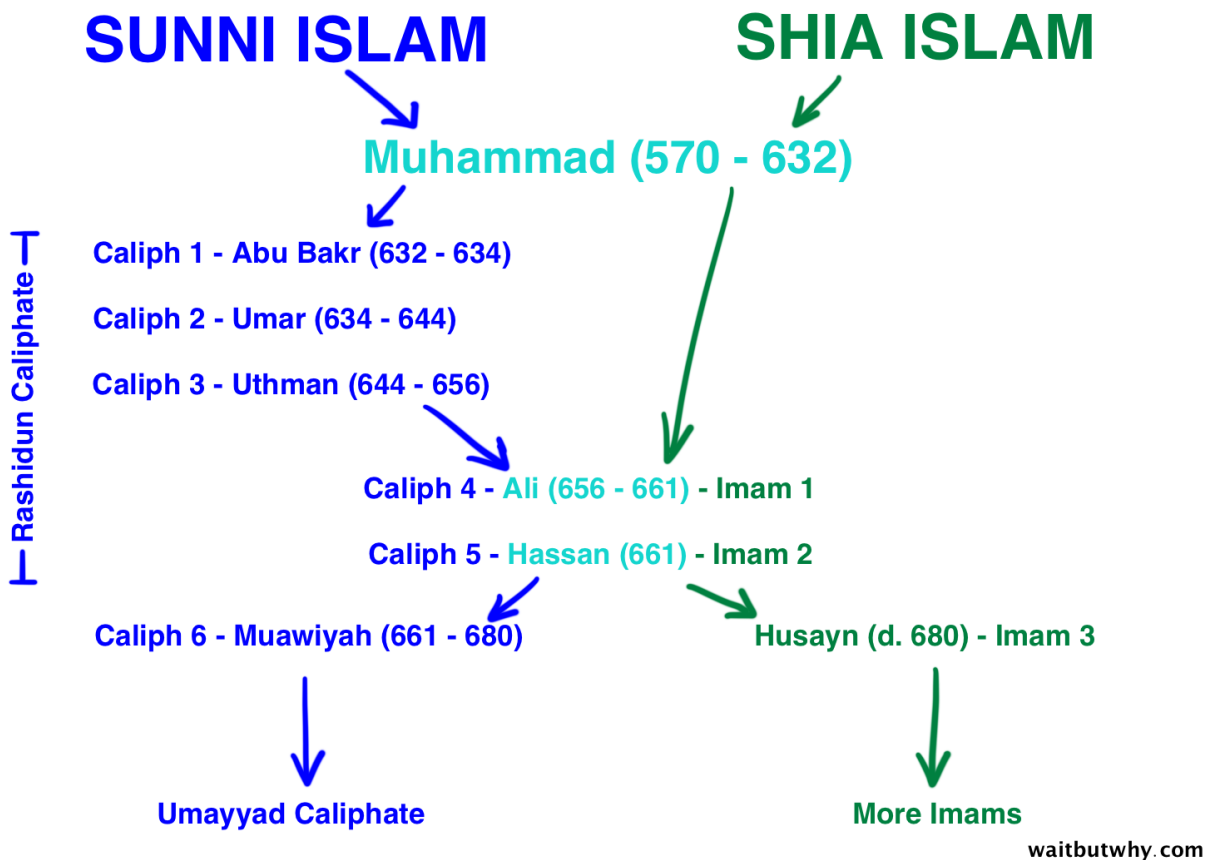 SUNNI ISLAM
SHIA ISLAM
Muhammad (570 - 632)
Rashidun Caliphate
Caliph 1 - Abu Bakr (632 - 634)
Caliph 2 - Umar (634 - 644)
Caliph 3 - Uthman (644 - 656)
Caliph 4 - Ali (656 - 661) - Imam 1
Caliph 5 - Hassan (661) - Imam 2
Caliph 6 - Muawiyah (661 - 680)
Husayn (d. 680) - Imam 3
Umayyad Caliphate
More Imams
waitbutwhy.com